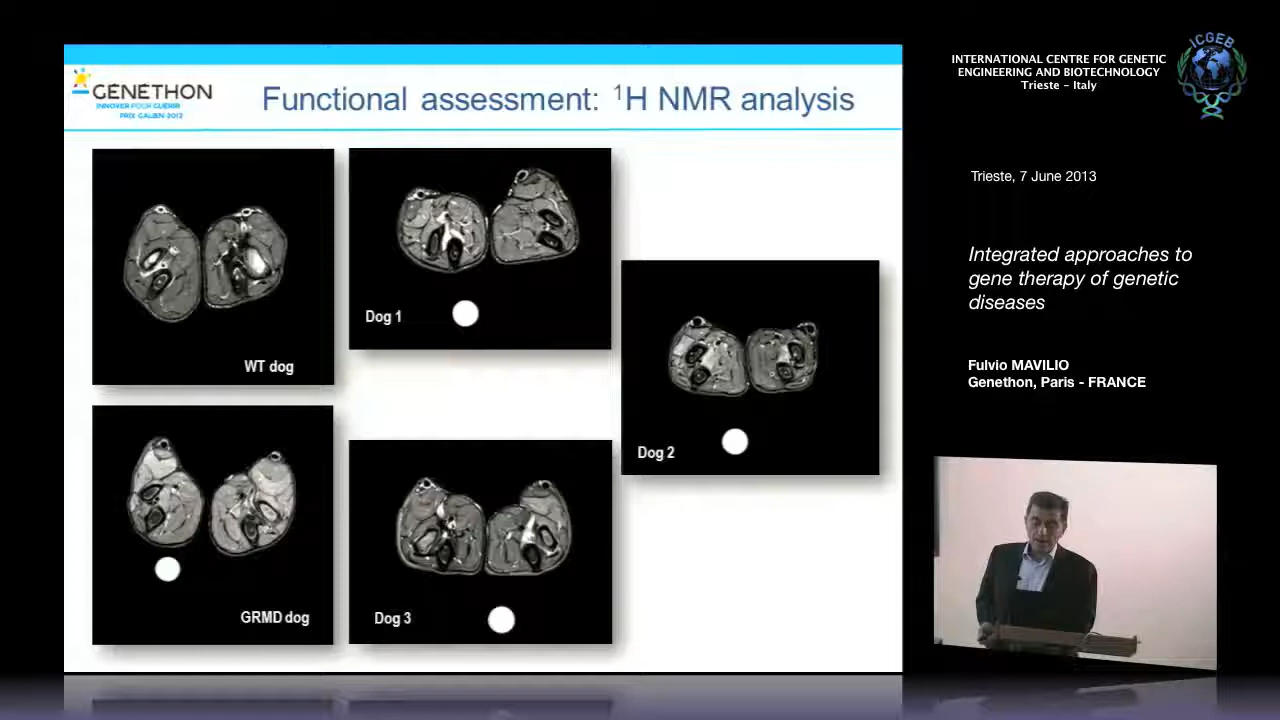 GENETHON
INNOVER POUR GUÉRIR
PRIX GALIEN 2012
Functional assessment: ¹H NMR analysis
WT dog
Dog 1
Dog 2
GRMD dog
Dog 3
INTERNATIONAL CENTRE FOR GENETIC
ENGINEERING AND BIOTECHNOLOGY
Trieste - Italy
ICGEB
Trieste, 7 June 2013
Integrated approaches to
gene therapy of genetic
diseases
Fulvio MAVILIO
Genethon, Paris - FRANCE